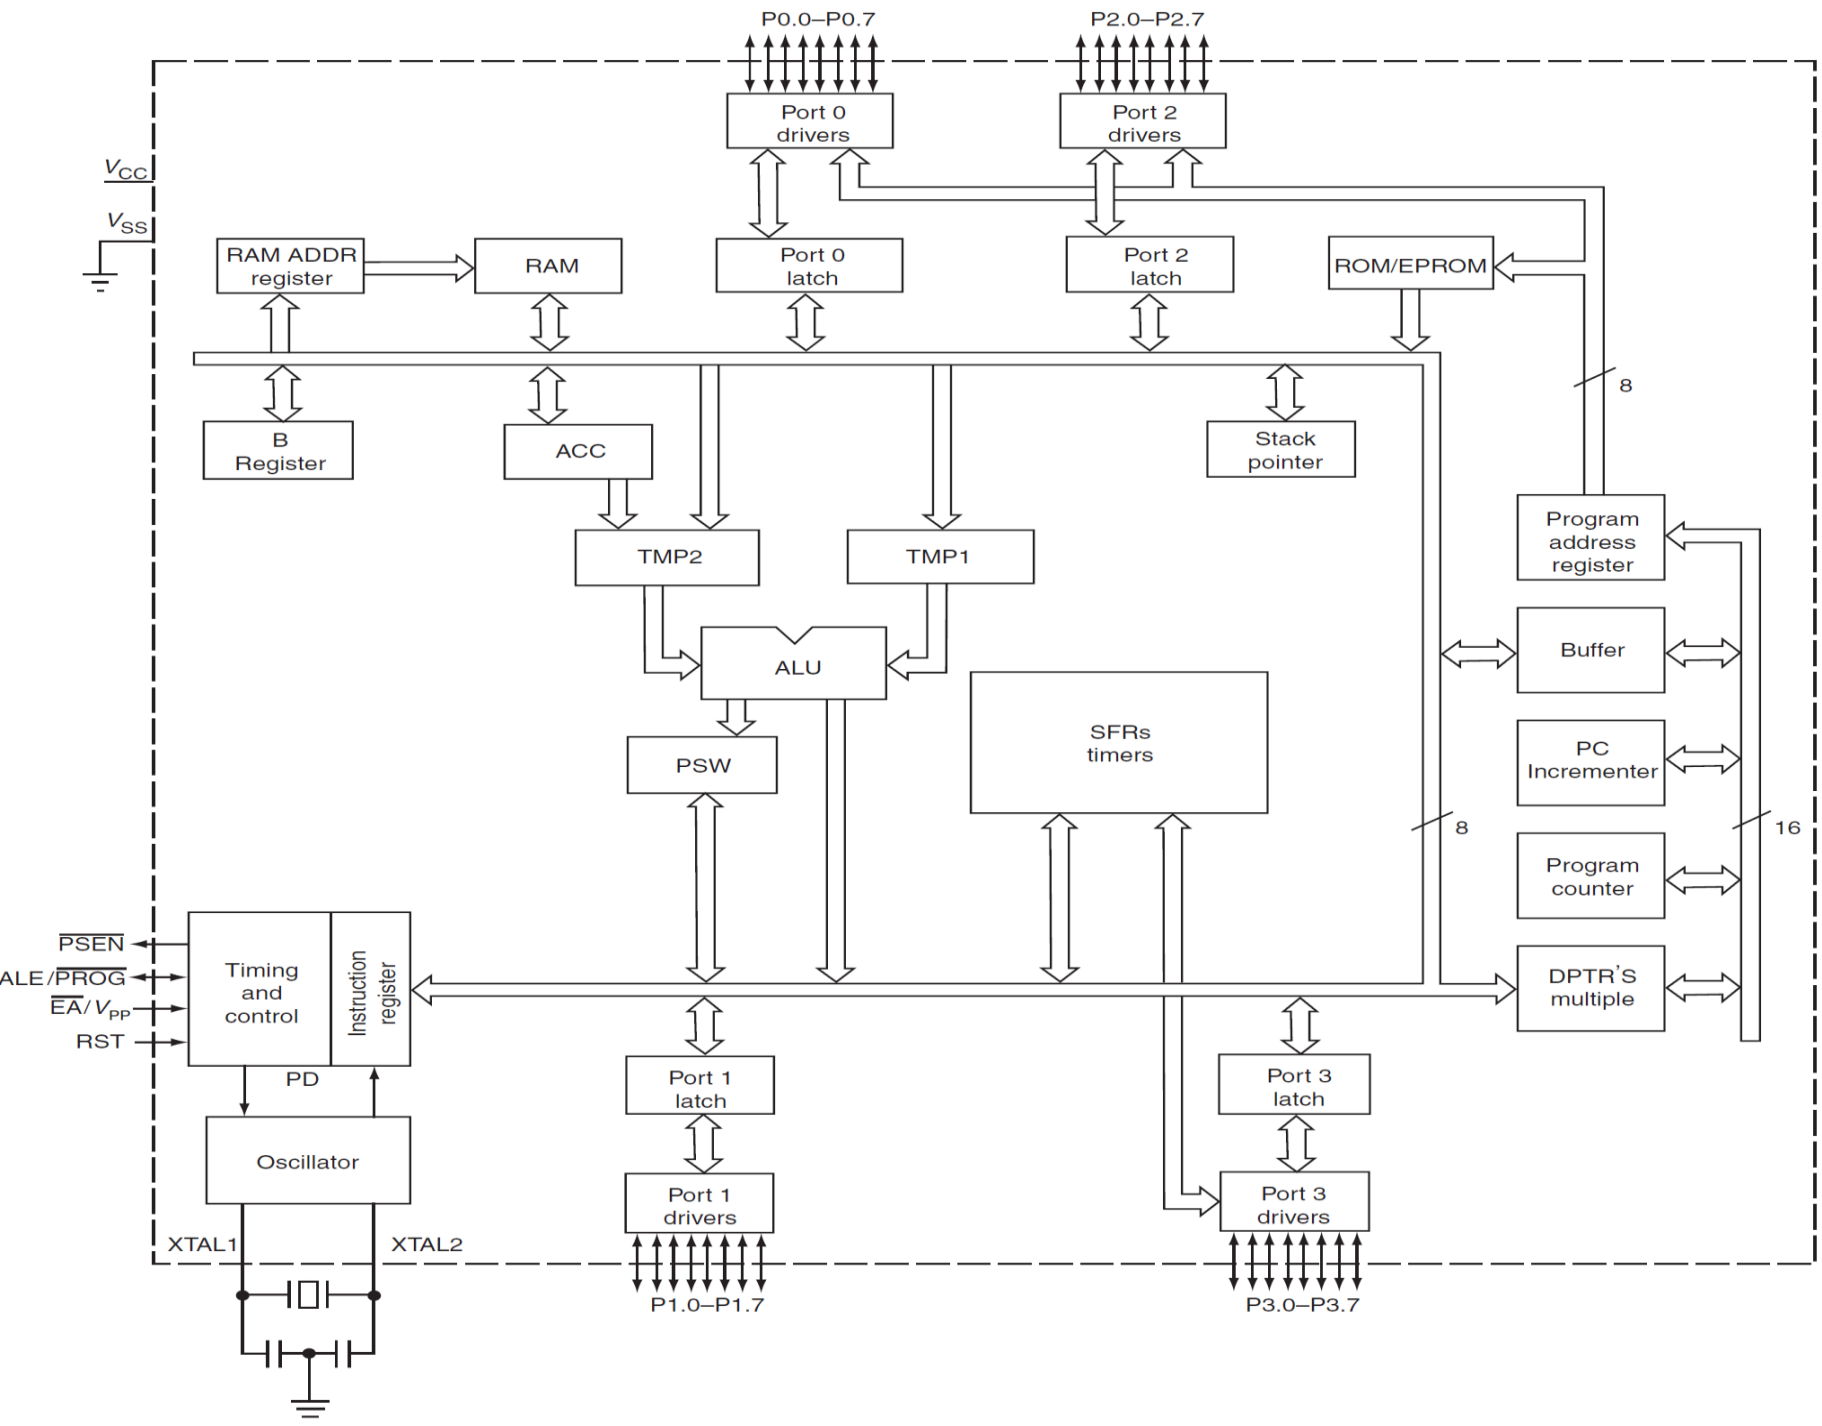 P0.0–P0.7
P2.0–P2.7
Port 0
drivers
Port 2
drivers
VCC
VSS
RAM ADDR
register
RAM
Port 0
latch
Port 2
latch
ROM/EPROM
8
B
Register
ACC
Stack
pointer
Program
address
register
TMP2
TMP1
Buffer
ALU
SFRs
timers
PC
Incrementer
PSW
8
16
Program
counter
PSEN
ALE/PROG
EA/VPP
RST
Timing
and
control
Instruction
register
DPTR'S
multiple
PD
Port 1
latch
Port 3
latch
Oscillator
Port 1
drivers
Port 3
drivers
XTAL1
XTAL2
P1.0–P1.7
P3.0–P3.7